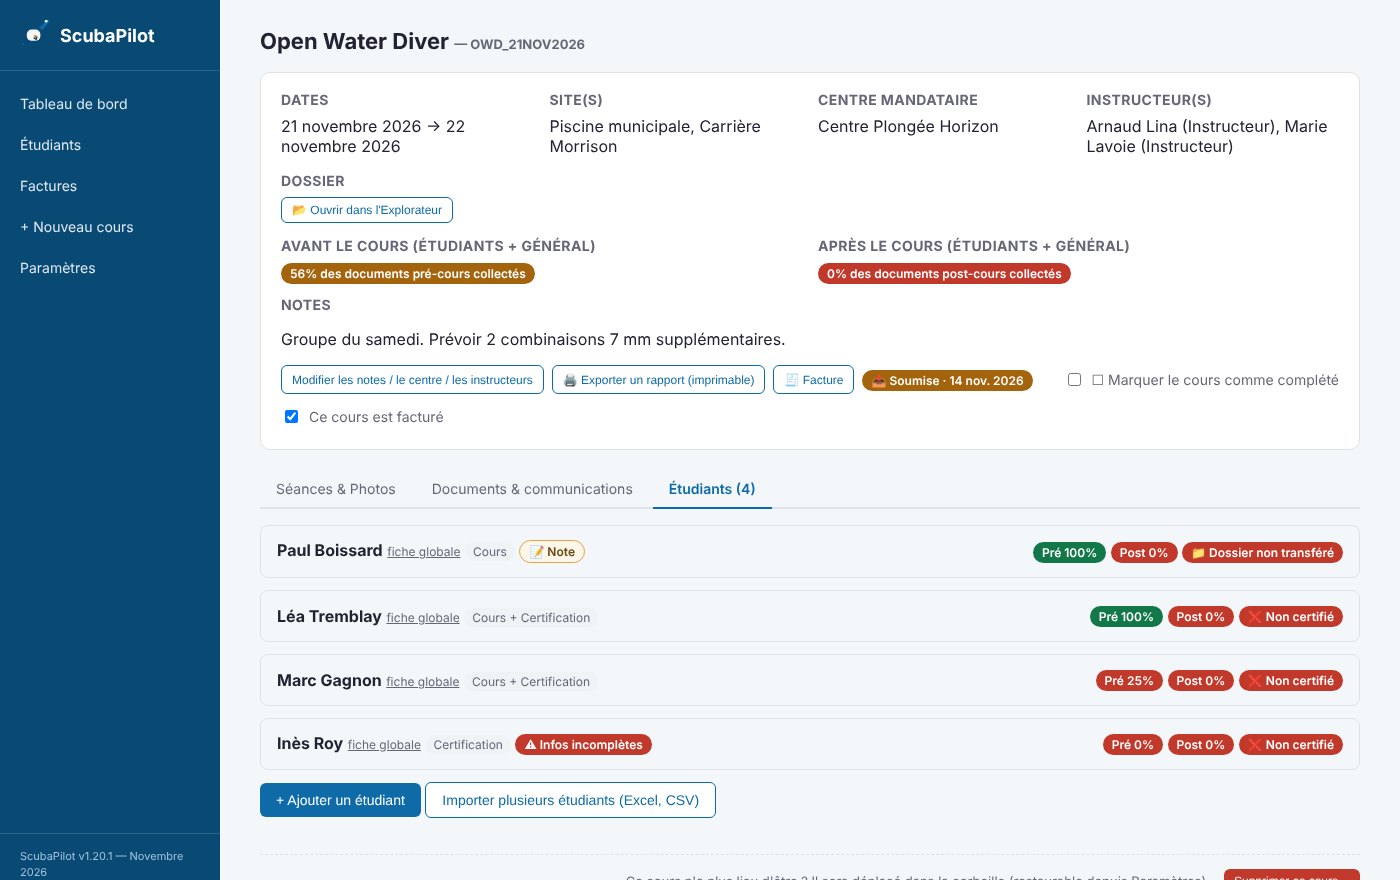 ScubaPilot
Tableau de bord
Étudiants
Factures
+ Nouveau cours
Paramètres
ScubaPilot v1.20.1 — Novembre
2026
Open Water Diver — OWD_21NOV2026
DATES
21 novembre 2026 → 22
novembre 2026
SITE(S)
Piscine municipale, Carrière
Morrison
CENTRE MANDATAIRE
Centre Plongée Horizon
INSTRUCTEUR(S)
Arnaud Lina (Instructeur), Marie
Lavoie (Instructeur)
DOSSIER
📂 Ouvrir dans l'Explorateur
AVANT LE COURS (ÉTUDIANTS + GÉNÉRAL)
56% des documents pré-cours collectés
APRÈS LE COURS (ÉTUDIANTS + GÉNÉRAL)
0% des documents post-cours collectés
NOTES
Groupe du samedi. Prévoir 2 combinaisons 7 mm supplémentaires.
Modifier les notes / le centre / les instructeurs
🖨️ Exporter un rapport (imprimable)
🧾 Facture
📤 Soumise · 14 nov. 2026
☐ Marquer le cours comme complété
Ce cours est facturé
Séances & Photos
Documents & communications
Étudiants (4)
Paul Boissard fiche globale Cours 📝 Note
Pré 100% Post 0% 📁 Dossier non transféré
Léa Tremblay fiche globale Cours + Certification
Pré 100% Post 0% ❌ Non certifié
Marc Gagnon fiche globale Cours + Certification
Pré 25% Post 0% ❌ Non certifié
Inès Roy fiche globale Certification ⚠ Infos incomplètes
Pré 0% Post 0% ❌ Non certifié
+ Ajouter un étudiant
Importer plusieurs étudiants (Excel, CSV)